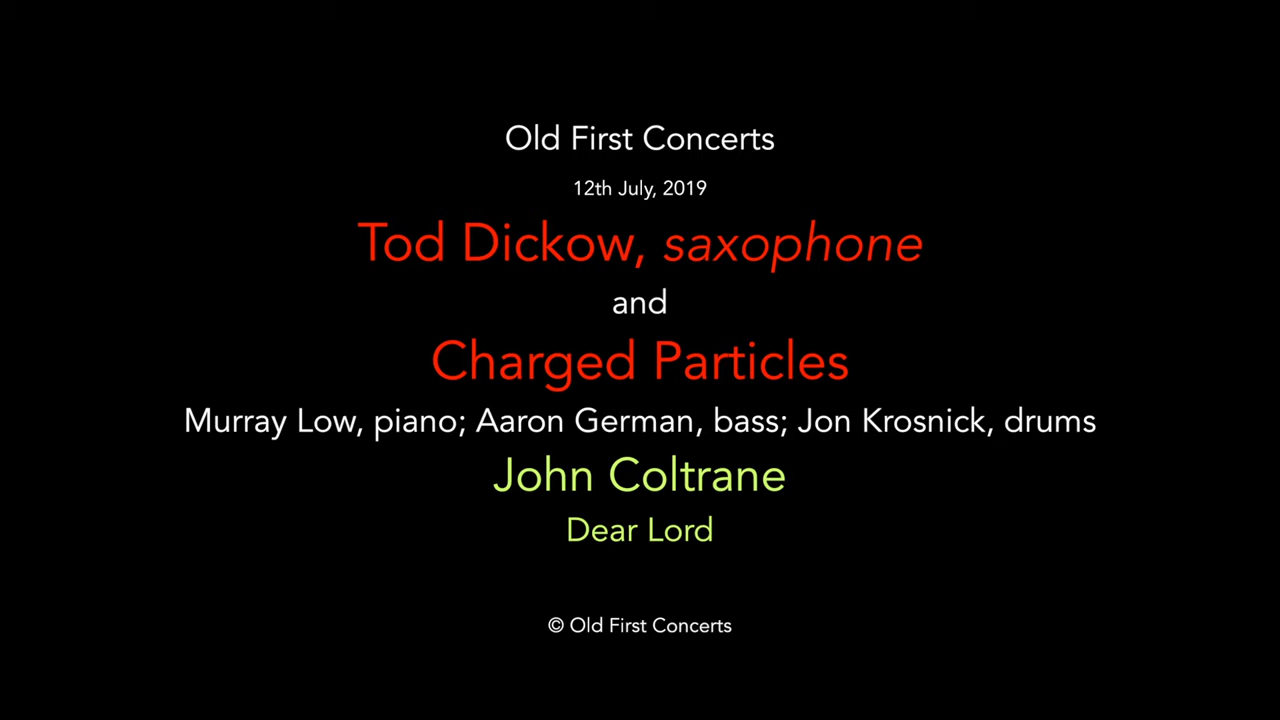 Old First Concerts
12th July, 2019
Tod Dickow, saxophone
and
Charged Particles
Murray Low, piano; Aaron German, bass; Jon Krosnick, drums
John Coltrane
Dear Lord
© Old First Concerts